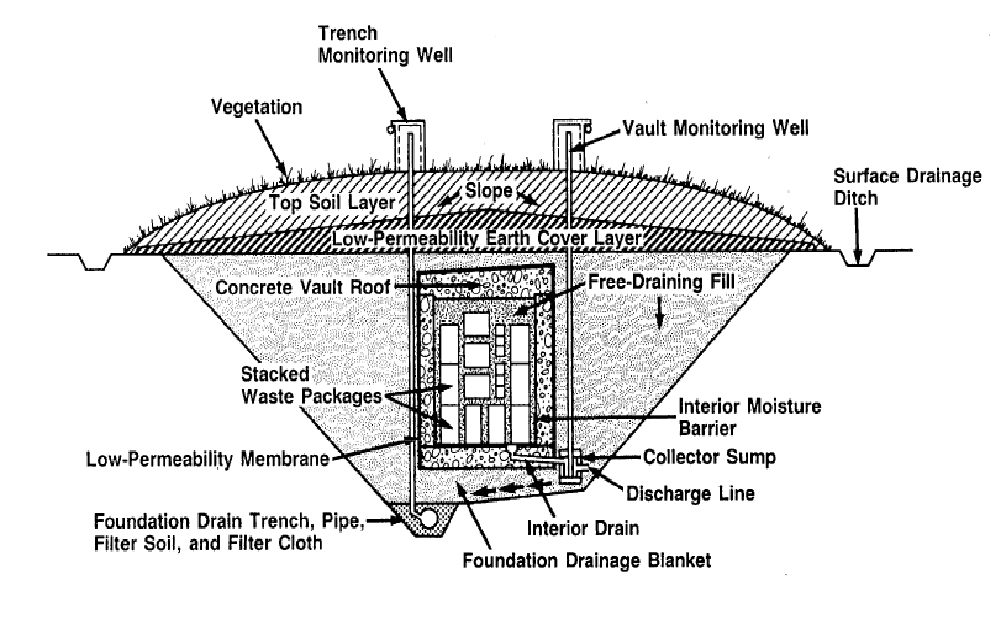 Trench
Monitoring Well
Vegetation
Vault Monitoring Well
Surface Drainage
Ditch
Top Soil Layer
Slope
Low-Permeability Earth Cover Layer
Concrete Vault Roof
Free-Draining Fill
Stacked
Waste Packages
Interior Moisture
Barrier
Low-Permeability Membrane
Collector Sump
Discharge Line
Foundation Drain Trench, Pipe,
Filter Soil, and Filter Cloth
Interior Drain
Foundation Drainage Blanket